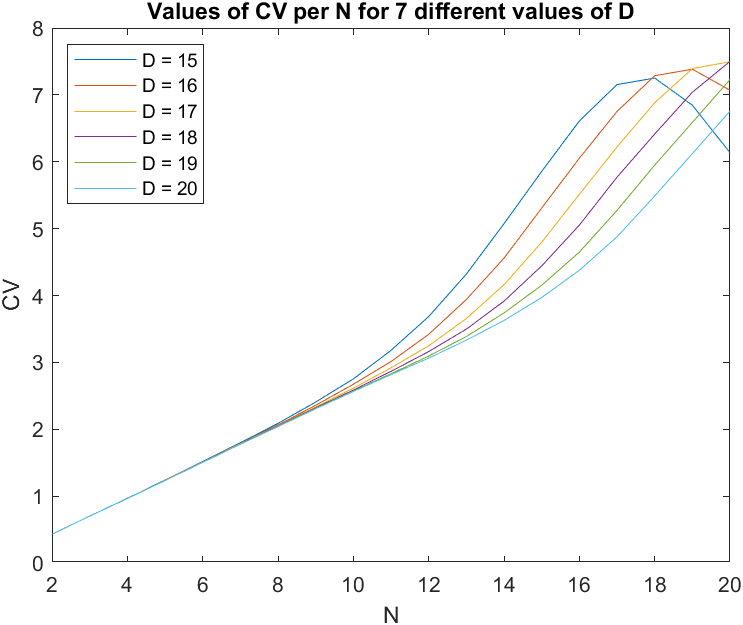 Values of CV per N for 7 different values of D
8
D = 15
D = 16
D = 17
D = 18
D = 19
D = 20
7
6
5
4
3
2
1
0
CV
2 4 6 8 10 12 14 16 18 20
N